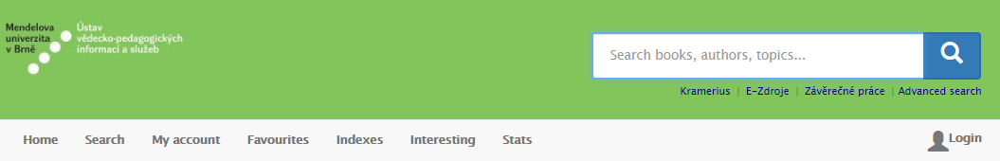 Mendelova
univerzita
v Brně
Ústav
vědecko-pedagogických
informací a služeb
Search books, authors, topics...
Kramerius | E-Zdroje | Závěrečné práce | Advanced search
Home Search My account Favourites Indexes Interesting Stats Login